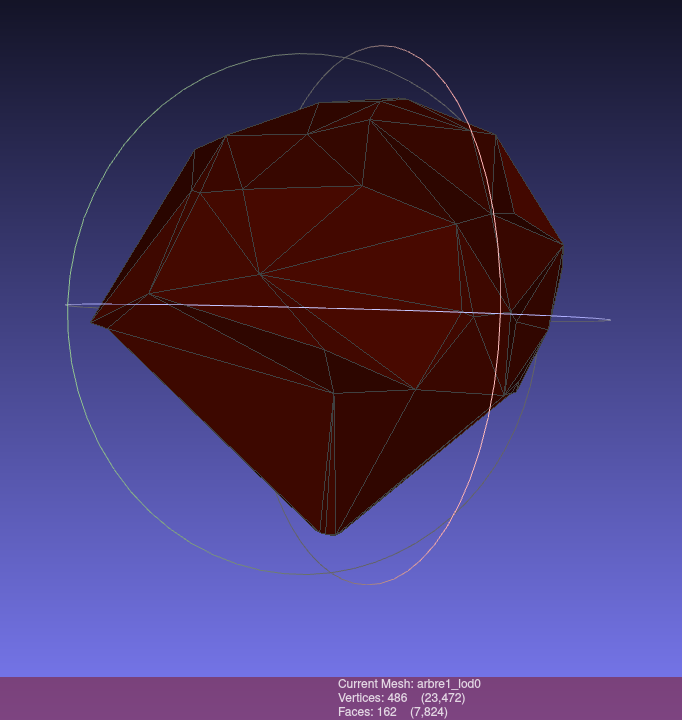 Current Mesh: arbre1_lod0
Vertices: 486 (23,472)
Faces: 162 (7,824)